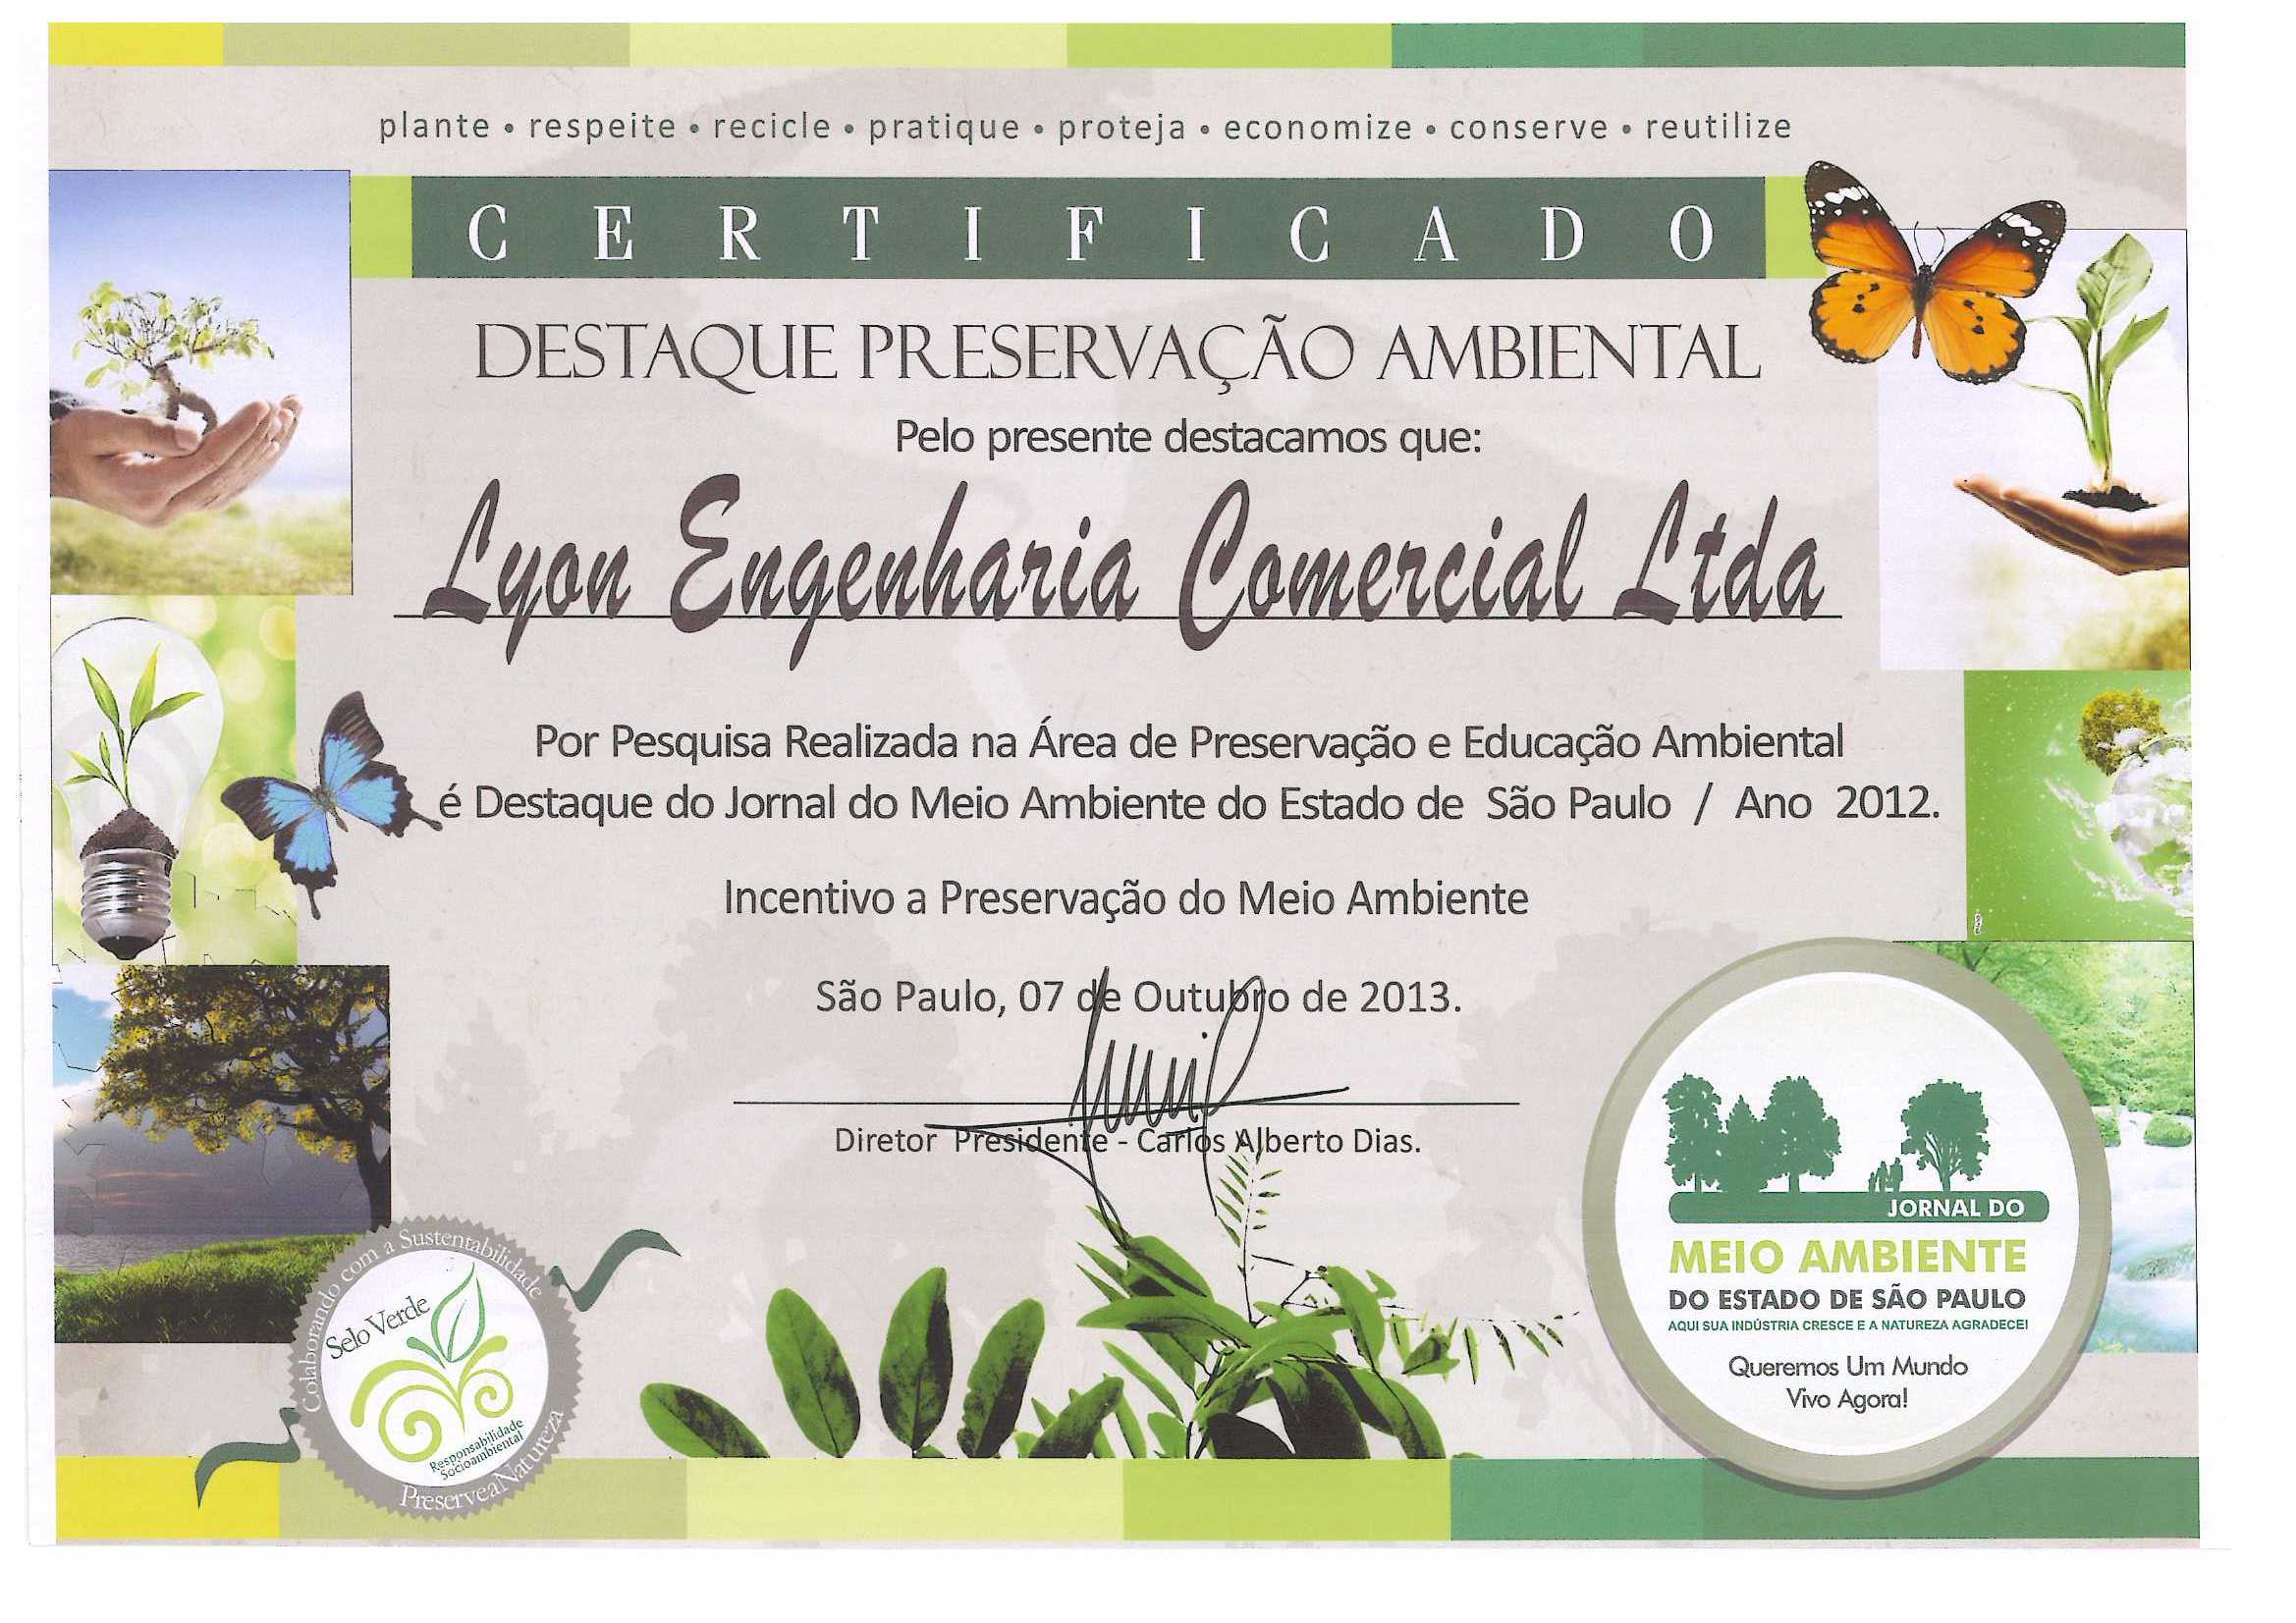 plante • respeite • recicle • pratique • proteja • economize • conserve • reutilize
CERTIFICADO
DESTAQUE PRESERVAÇÃO AMBIENTAL
Pelo presente destacamos que:
Lyon Engenharia Comercial Ltda
Por Pesquisa Realizada na Área de Preservação e Educação Ambiental
é Destaque do Jornal do Meio Ambiente do Estado de São Paulo / Ano 2012.
Incentivo a Preservação do Meio Ambiente
São Paulo, 07 de Outubro de 2013.
Diretor Presidente - Carlos Alberto Dias.
Colaborando com a Sustentabilidade
Selo Verde
Responsabilidade
Socioambiental
Preserve a Natureza
JORNAL DO
MEIO AMBIENTE
DO ESTADO DE SÃO PAULO
AQUI SUA INDÚSTRIA CRESCE E A NATUREZA AGRADECE!
Queremos Um Mundo
Vivo Agora!